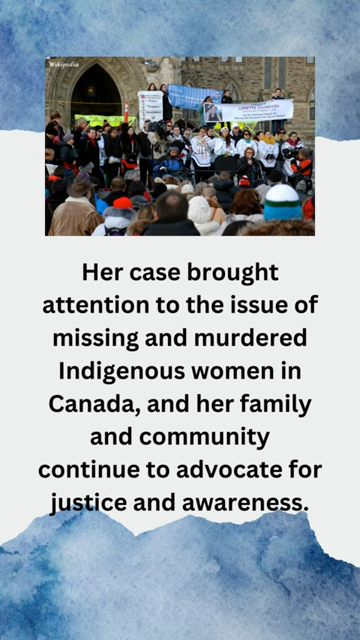 Wikipedia
LORETTA SAUNDERS
Her case brought
attention to the issue of
missing and murdered
Indigenous women in
Canada, and her family
and community
continue to advocate for
justice and awareness.